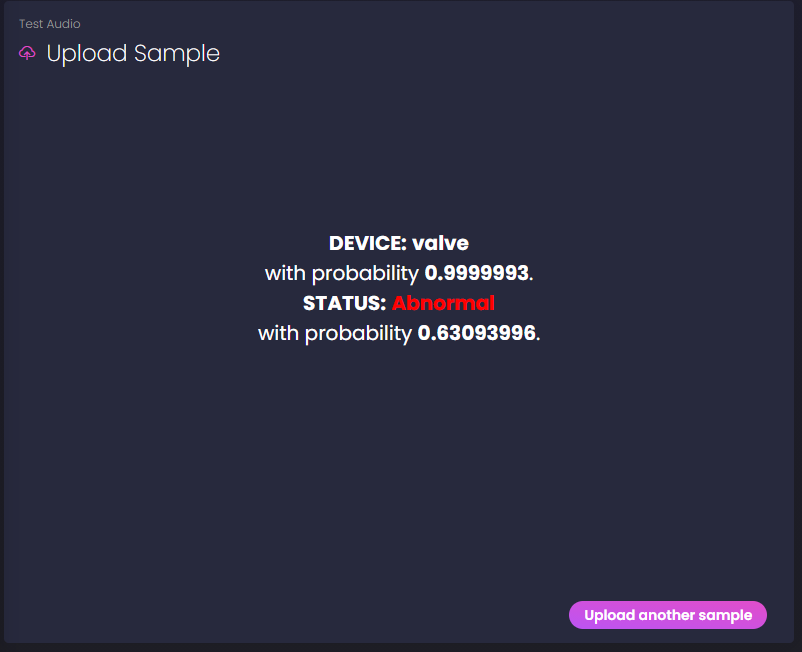 Test Audio
Upload Sample
DEVICE: valve
with probability 0.9999993.
STATUS: Abnormal
with probability 0.63093996.
Upload another sample